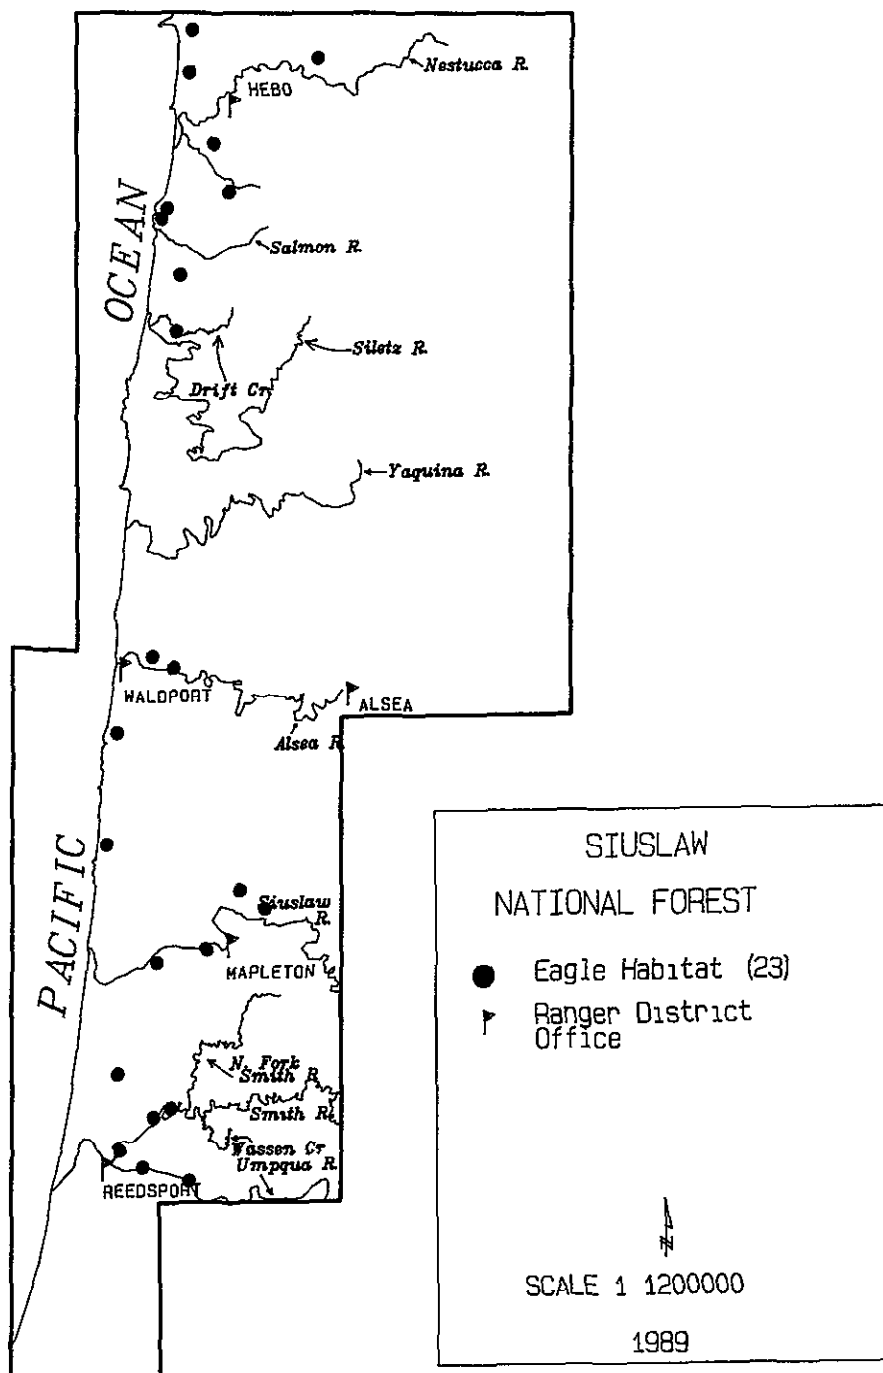 Nestucca R.
HEBO
OCEAN
Salmon R.
Siletz R.
Drift Cr
Yaquina R.
WALDPORT
ALSEA
Alsea R
PACIFIC
Siuslaw
R.
MAPLETON
N. Fork
Smith R
Smith R.
Wassen Cr
Umpqua R.
REEDSPORT
SIUSLAW
NATIONAL FOREST
Eagle Habitat (23)
Ranger District
Office
N
SCALE 1 1200000
1989